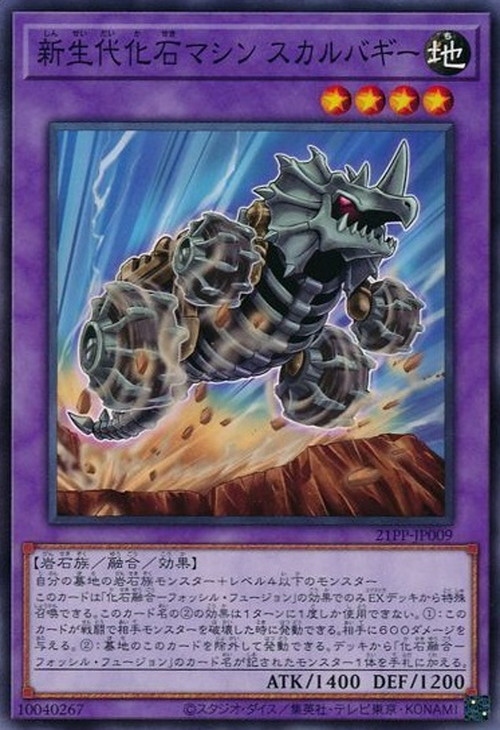 新生代化石マシン スカルバギー
地
21PP-JP009
【岩石族／融合／効果】
自分の墓地の岩石族モンスター＋レベル４以下のモンスター
このカードは「化石融合－フォッシル・フュージョン」の効果でのみEXデッキから特殊
召喚できる。このカード名の②の効果は１ターンに１度しか使用できない。①：この
カードが戦闘で相手モンスターを破壊した時に発動できる。相手に６００ダメージを
与える。②：墓地のこのカードを除外して発動できる。デッキから「化石融合－
フォッシル・フュージョン」のカード名が記されたモンスター１体を手札に加える。
ATK/1400 DEF/1200
10040267 ©スタジオ・ダイス／集英社・テレビ東京・KONAMI